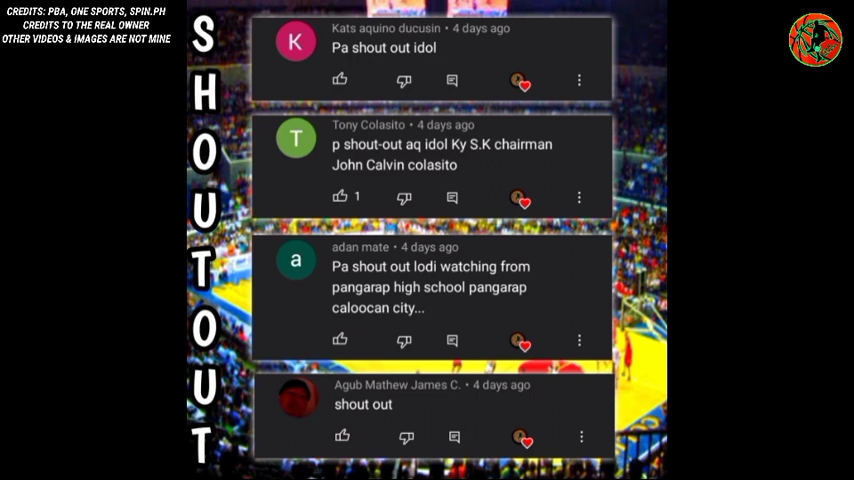 CREDITS: PBA, ONE SPORTS, SPIN.PH
CREDITS TO THE REAL OWNER
OTHER VIDEOS & IMAGES ARE NOT MINE
SHOUTOUT
K
Kats aquino ducusin • 4 days ago
Pa shout out idol
T
Tony Colasito • 4 days ago
p shout-out aq idol Ky S.K chairman
John Calvin colasito
1
a
adan mate • 4 days ago
Pa shout out lodi watching from
pangarap high school pangarap
caloocan city...
Agub Mathew James C. • 4 days ago
shout out